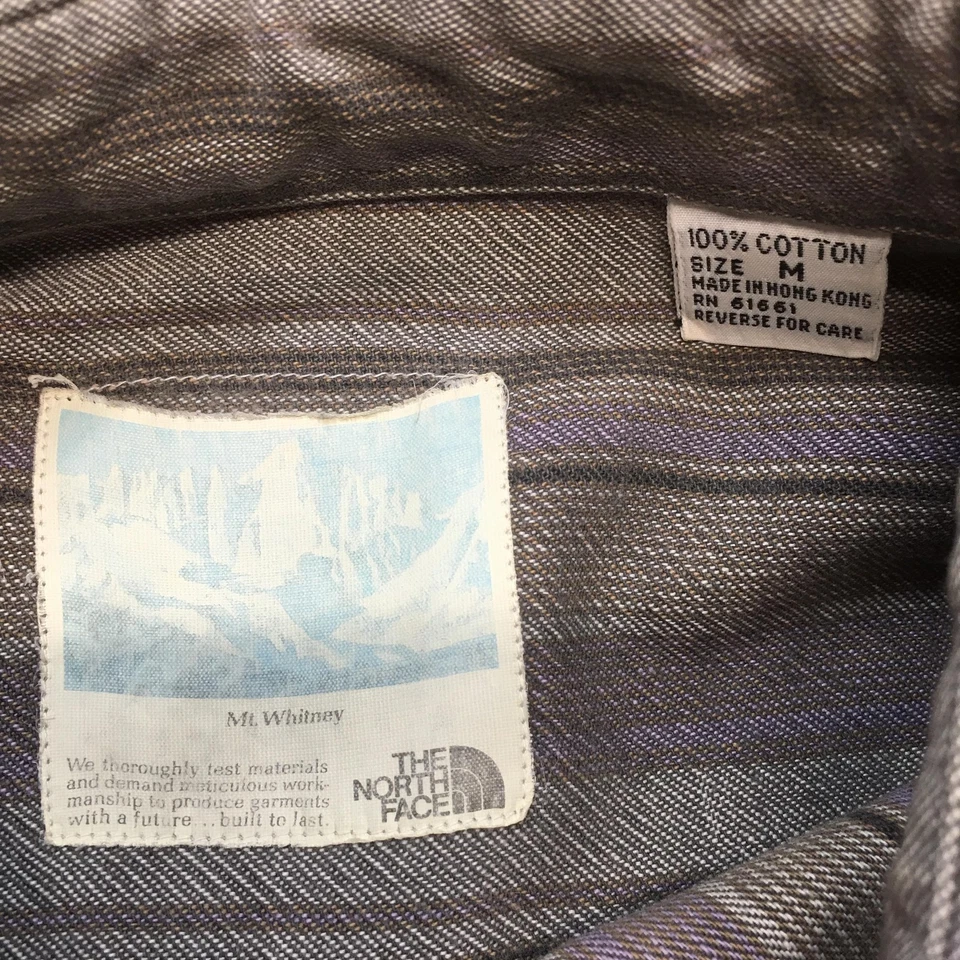 100% COTTON
SIZE M
MADE IN HONG KONG
RN 61661
REVERSE FOR CARE
Mt. Whitney
We thoroughly test materials
and demand meticulous work-
manship to produce garments
with a future ... built to last.
THE
NORTH
FACE